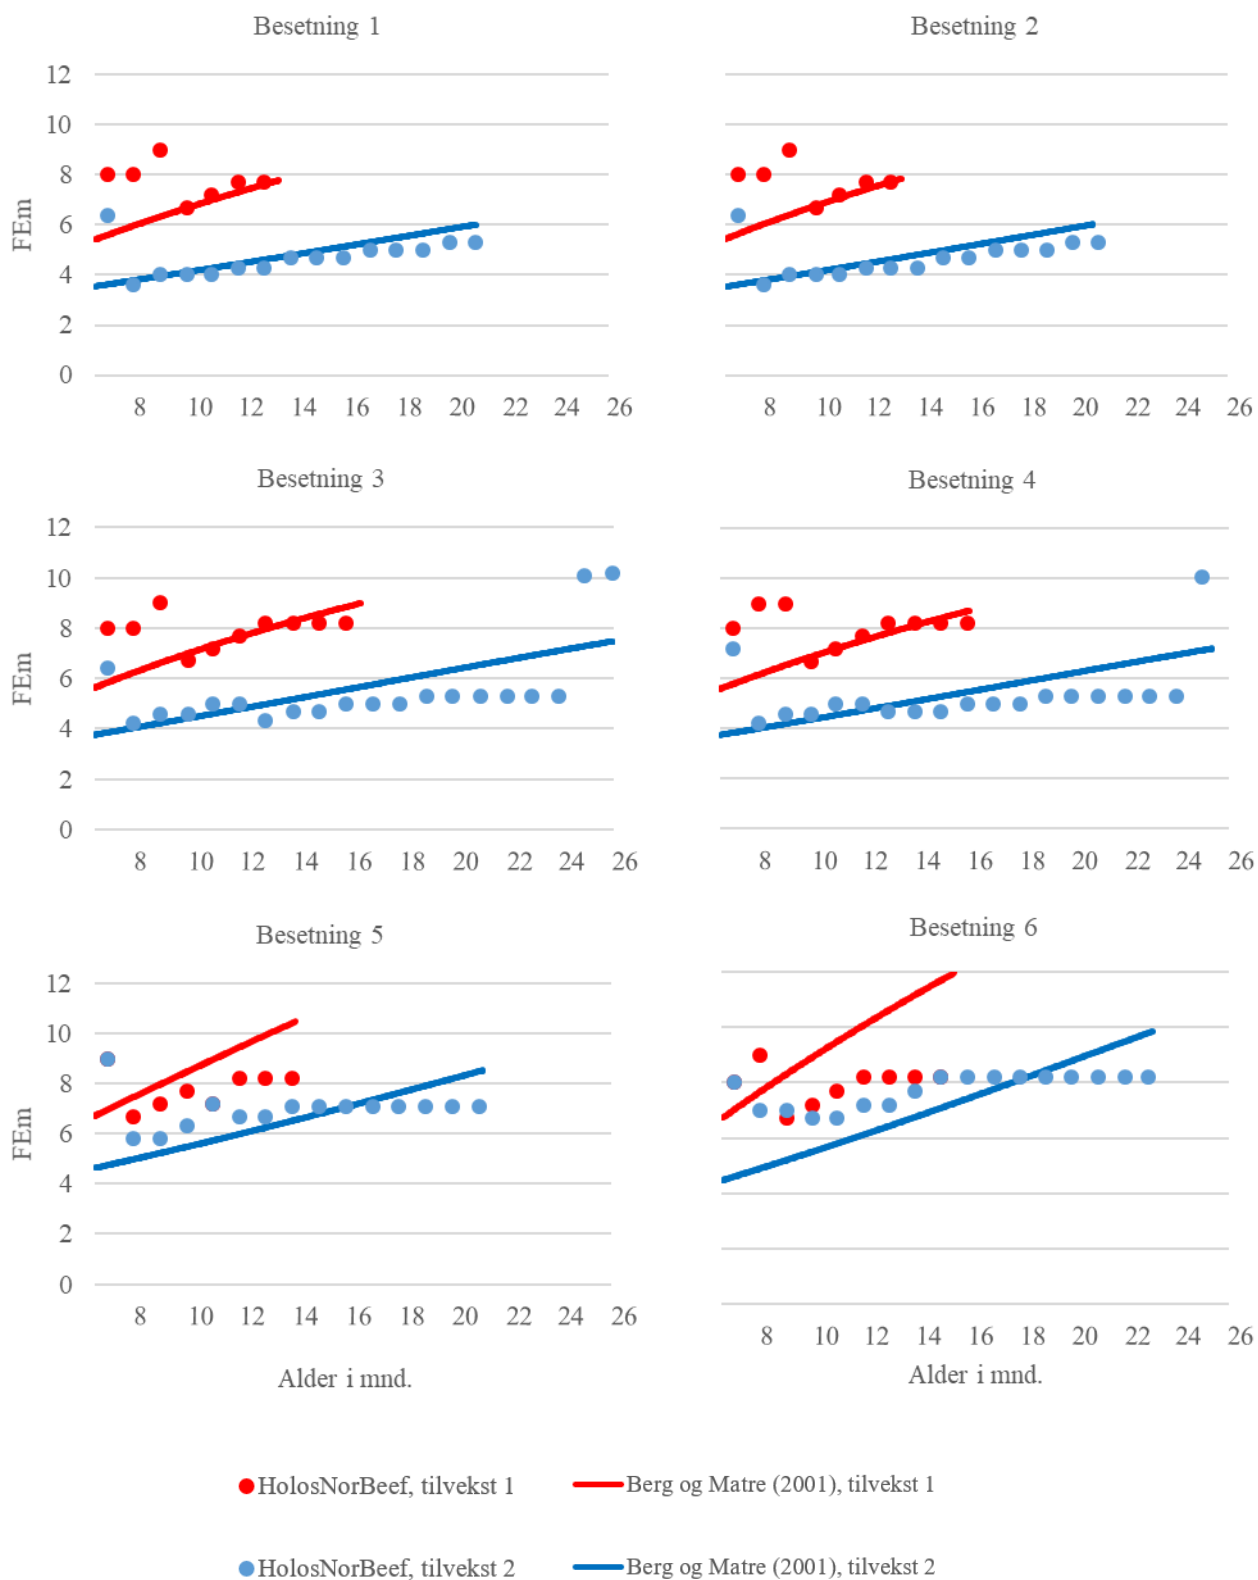 Besetning 1
Besetning 2
12
10
8
6
4
2
0
FEm
8 10 12 14 16 18 20 22 24 26
8 10 12 14 16 18 20 22 24 26
Besetning 3
Besetning 4
12
10
8
6
4
2
0
FEm
8 10 12 14 16 18 20 22 24 26
8 10 12 14 16 18 20 22 24 26
Besetning 5
Besetning 6
12
10
8
6
4
2
0
FEm
8 10 12 14 16 18 20 22 24 26
8 10 12 14 16 18 20 22 24 26
Alder i mnd.
Alder i mnd.
HolosNorBeef, tilvekst 1
Berg og Matre (2001), tilvekst 1
HolosNorBeef, tilvekst 2
Berg og Matre (2001), tilvekst 2